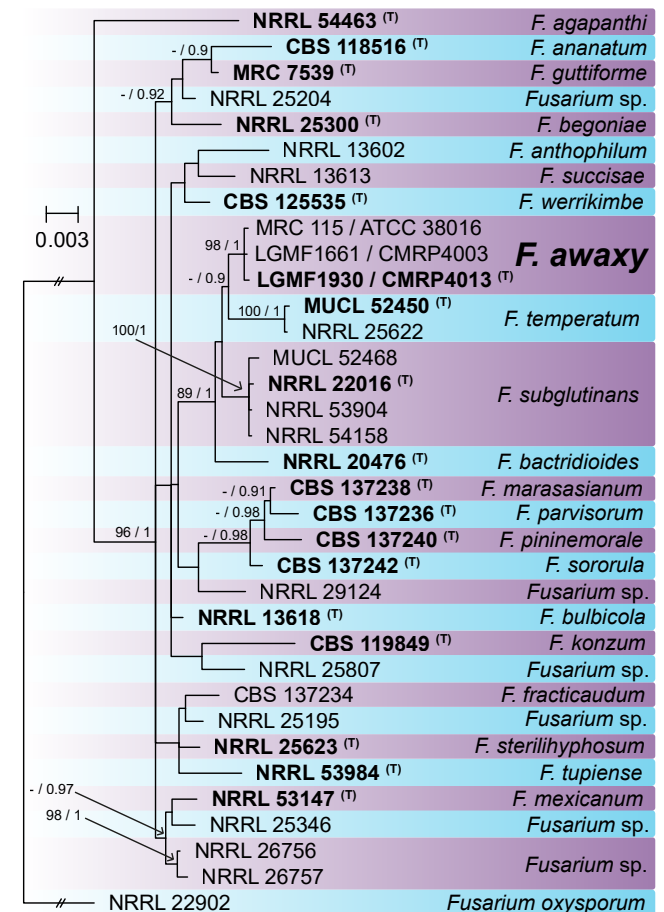 NRRL 54463 (T) F. agapanthi
- / 0.9 CBS 118516 (T) F. ananatum
MRC 7539 (T) F. guttiforme
- / 0.92 NRRL 25204 Fusarium sp.
NRRL 25300 (T) F. begoniae
NRRL 13602 F. anthophilum
NRRL 13613 F. succisae
CBS 125535 (T) F. werrikimbe
0.003
MRC 115 / ATCC 38016
98 / 1 LGMF1661 / CMRP4003 F. awaxy
- / 0.9 LGMF1930 / CMRP4013 (T)
100 / 1 MUCL 52450 (T) F. temperatum
NRRL 25622
100/1
MUCL 52468
NRRL 22016 (T) F. subglutinans
89 / 1 NRRL 53904
NRRL 54158
NRRL 20476 (T) F. bactridioides
- / 0.91 CBS 137238 (T) F. marasasianum
- / 0.98 CBS 137236 (T) F. parvisorum
- / 0.98 CBS 137240 (T) F. pininemorale
96 / 1 CBS 137242 (T) F. sororula
NRRL 29124 Fusarium sp.
NRRL 13618 (T) F. bulbicola
CBS 119849 (T) F. konzum
NRRL 25807 Fusarium sp.
CBS 137234 F. fracticaudum
NRRL 25195 Fusarium sp.
NRRL 25623 (T) F. sterilihyphosum
NRRL 53984 (T) F. tupiense
- / 0.97 NRRL 53147 (T) F. mexicanum
98 / 1 NRRL 25346 Fusarium sp.
NRRL 26756 Fusarium sp.
NRRL 26757
NRRL 22902 Fusarium oxysporum